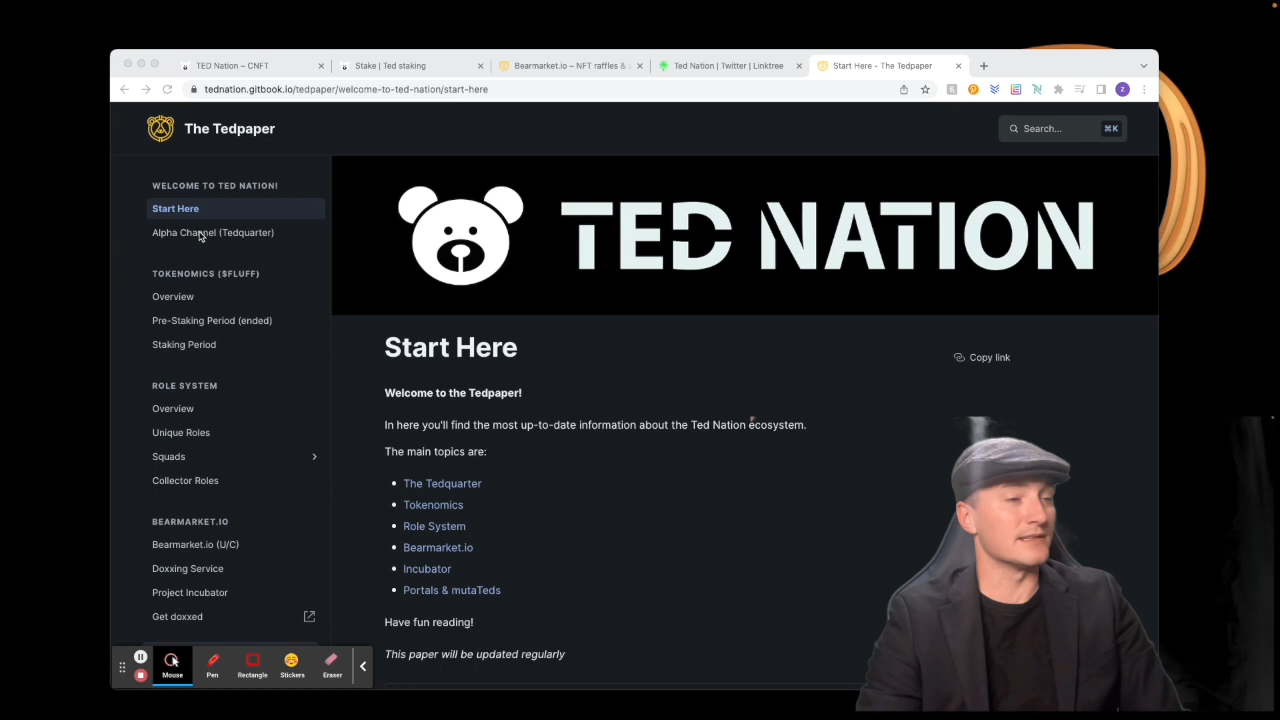 TED Nation – CNFT
Stake | Ted staking
Bearmarket.io – NFT raffles &
Ted Nation | Twitter | Linktree
Start Here - The Tedpaper
tednation.gitbook.io/tedpaper/welcome-to-ted-nation/start-here
z
The Tedpaper
Search...
⌘K
WELCOME TO TED NATION!
Start Here
Alpha Channel (Tedquarter)
TOKENOMICS ($FLUFF)
Overview
Pre-Staking Period (ended)
Staking Period
ROLE SYSTEM
Overview
Unique Roles
Squads
Collector Roles
BEARMARKET.IO
Bearmarket.io (U/C)
Doxxing Service
Project Incubator
Get doxxed
TED NATION
Start Here
Copy link
Welcome to the Tedpaper!
In here you'll find the most up-to-date information about the Ted Nation ecosystem.
The main topics are:
The Tedquarter
Tokenomics
Role System
Bearmarket.io
Incubator
Portals & mutaTeds
Have fun reading!
This paper will be updated regularly
Mouse
Pen
Rectangle
Stickers
Eraser